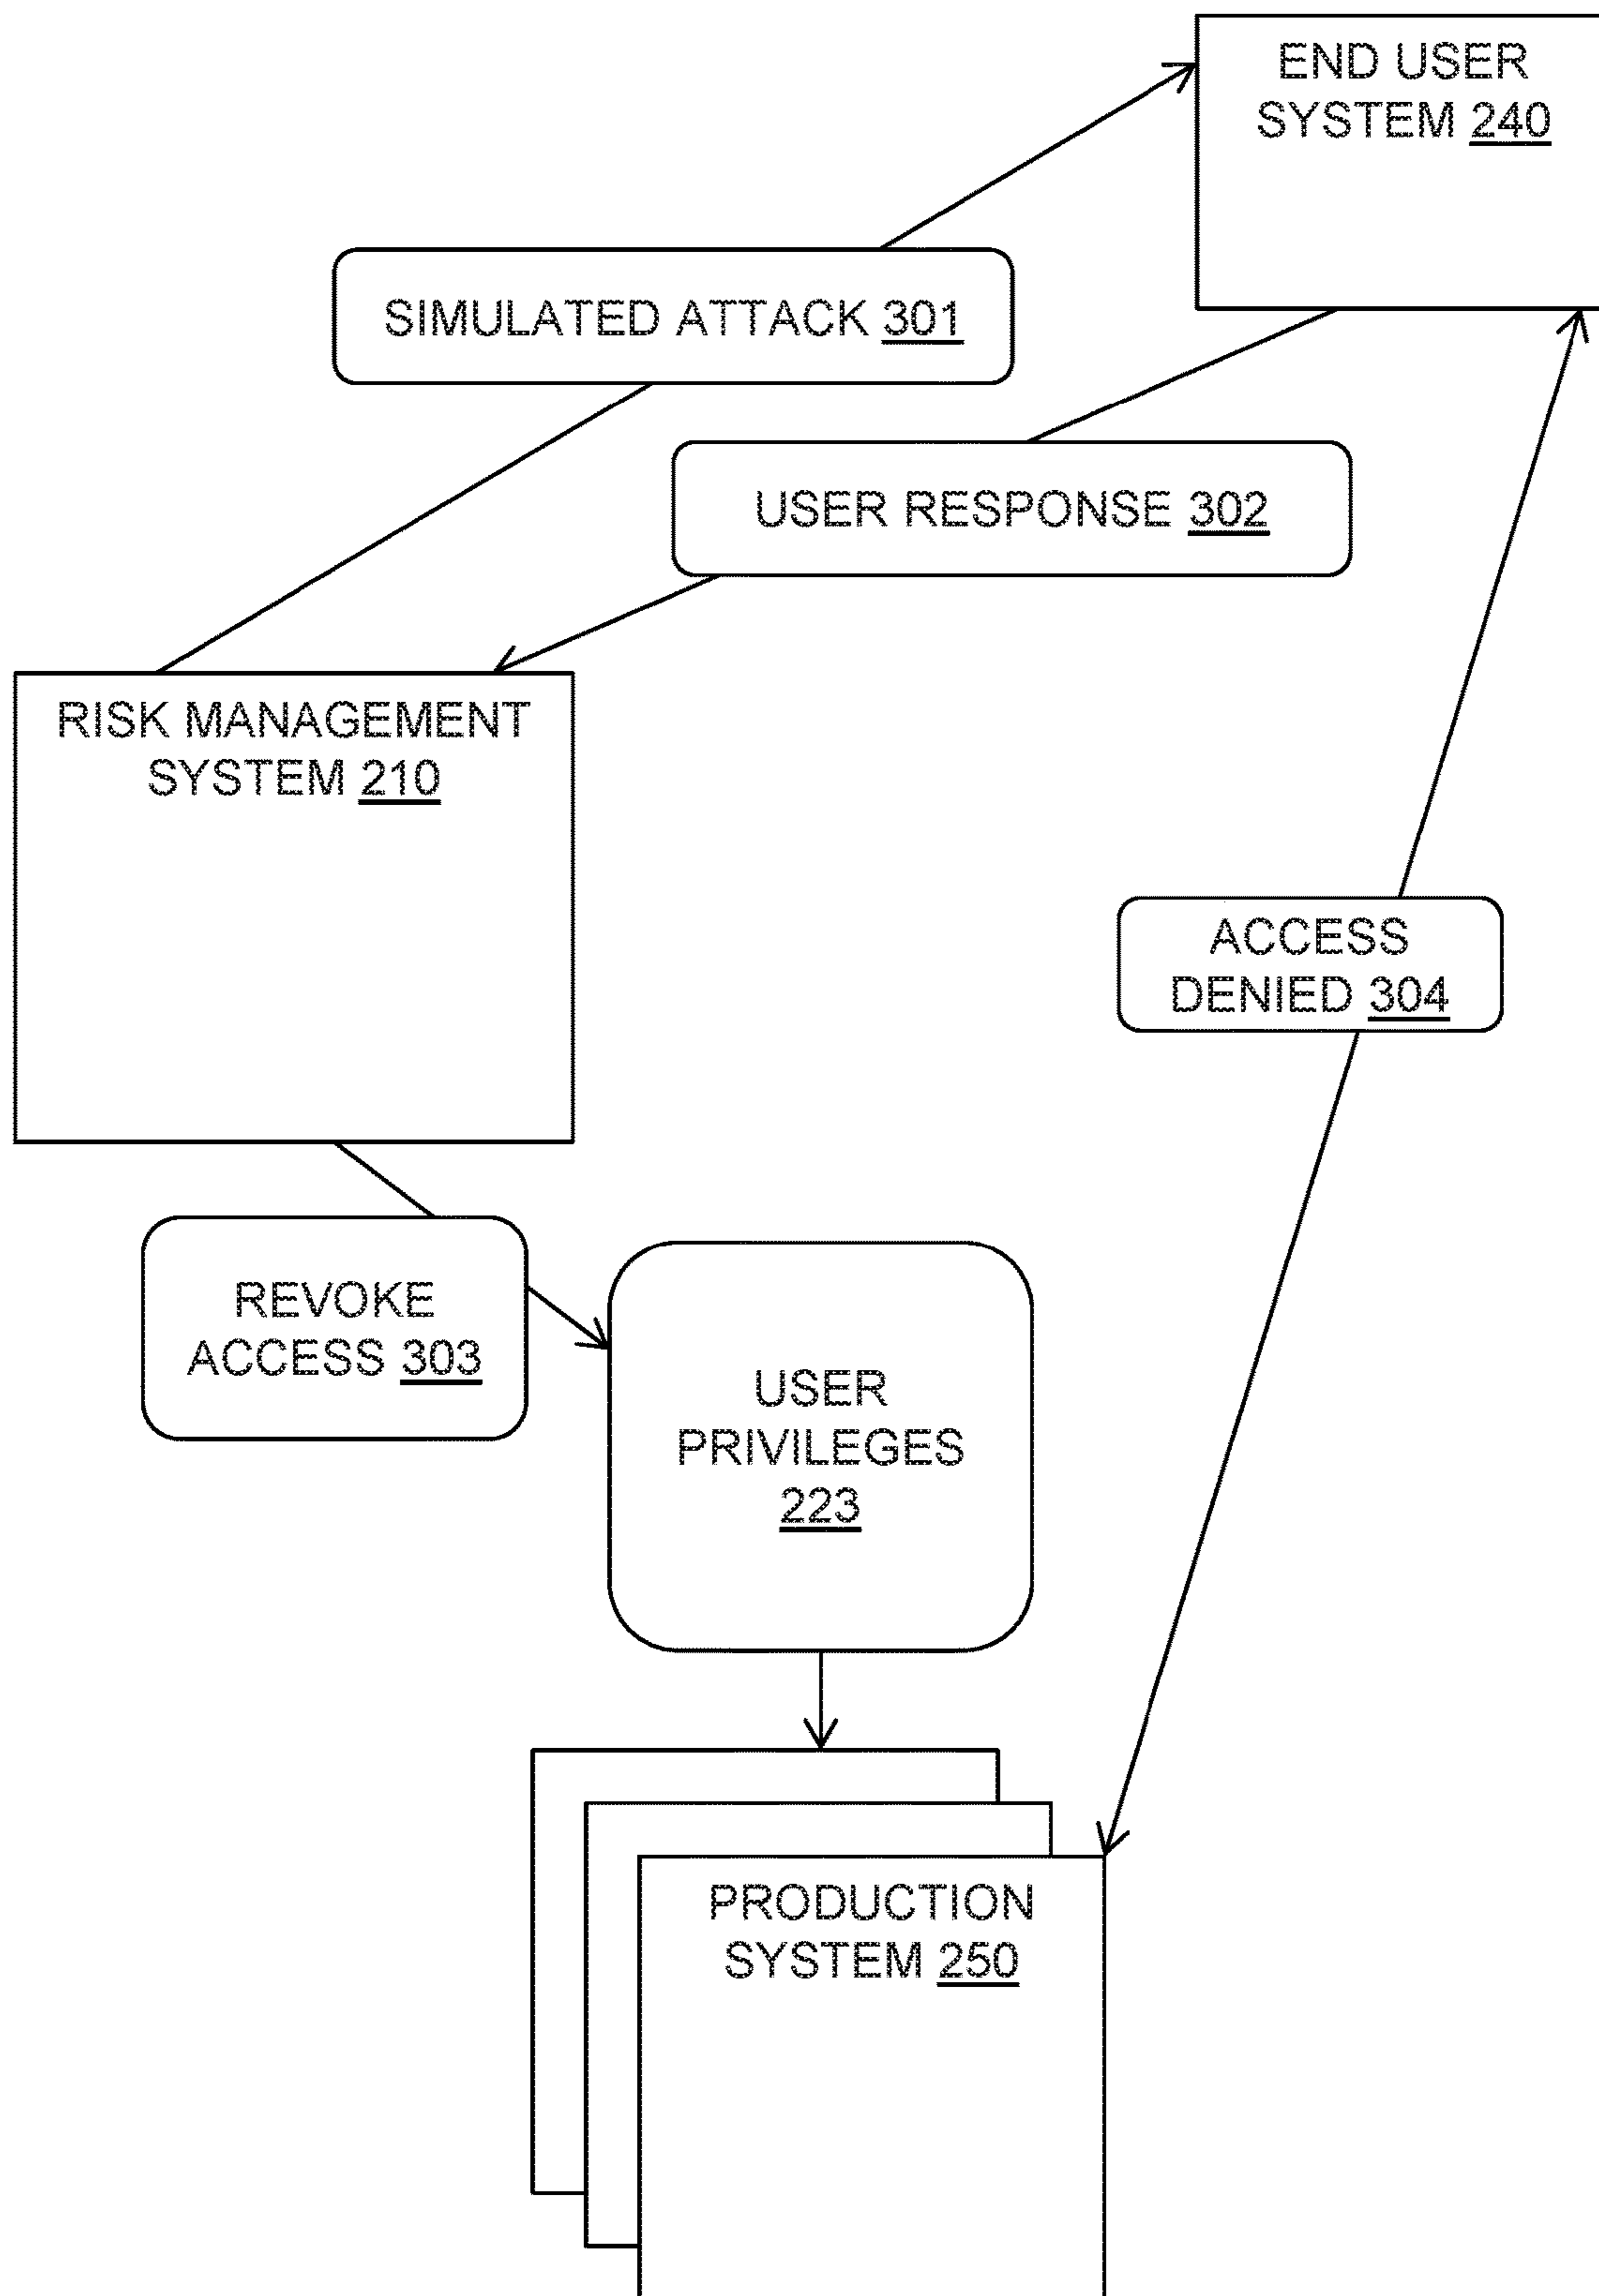 END USER
SYSTEM 240
SIMULATED ATTACK 301
USER RESPONSE 302
RISK MANAGEMENT
SYSTEM 210
ACCESS
DENIED 304
REVOKE
ACCESS 303
USER
PRIVILEGES
223
PRODUCTION
SYSTEM 250